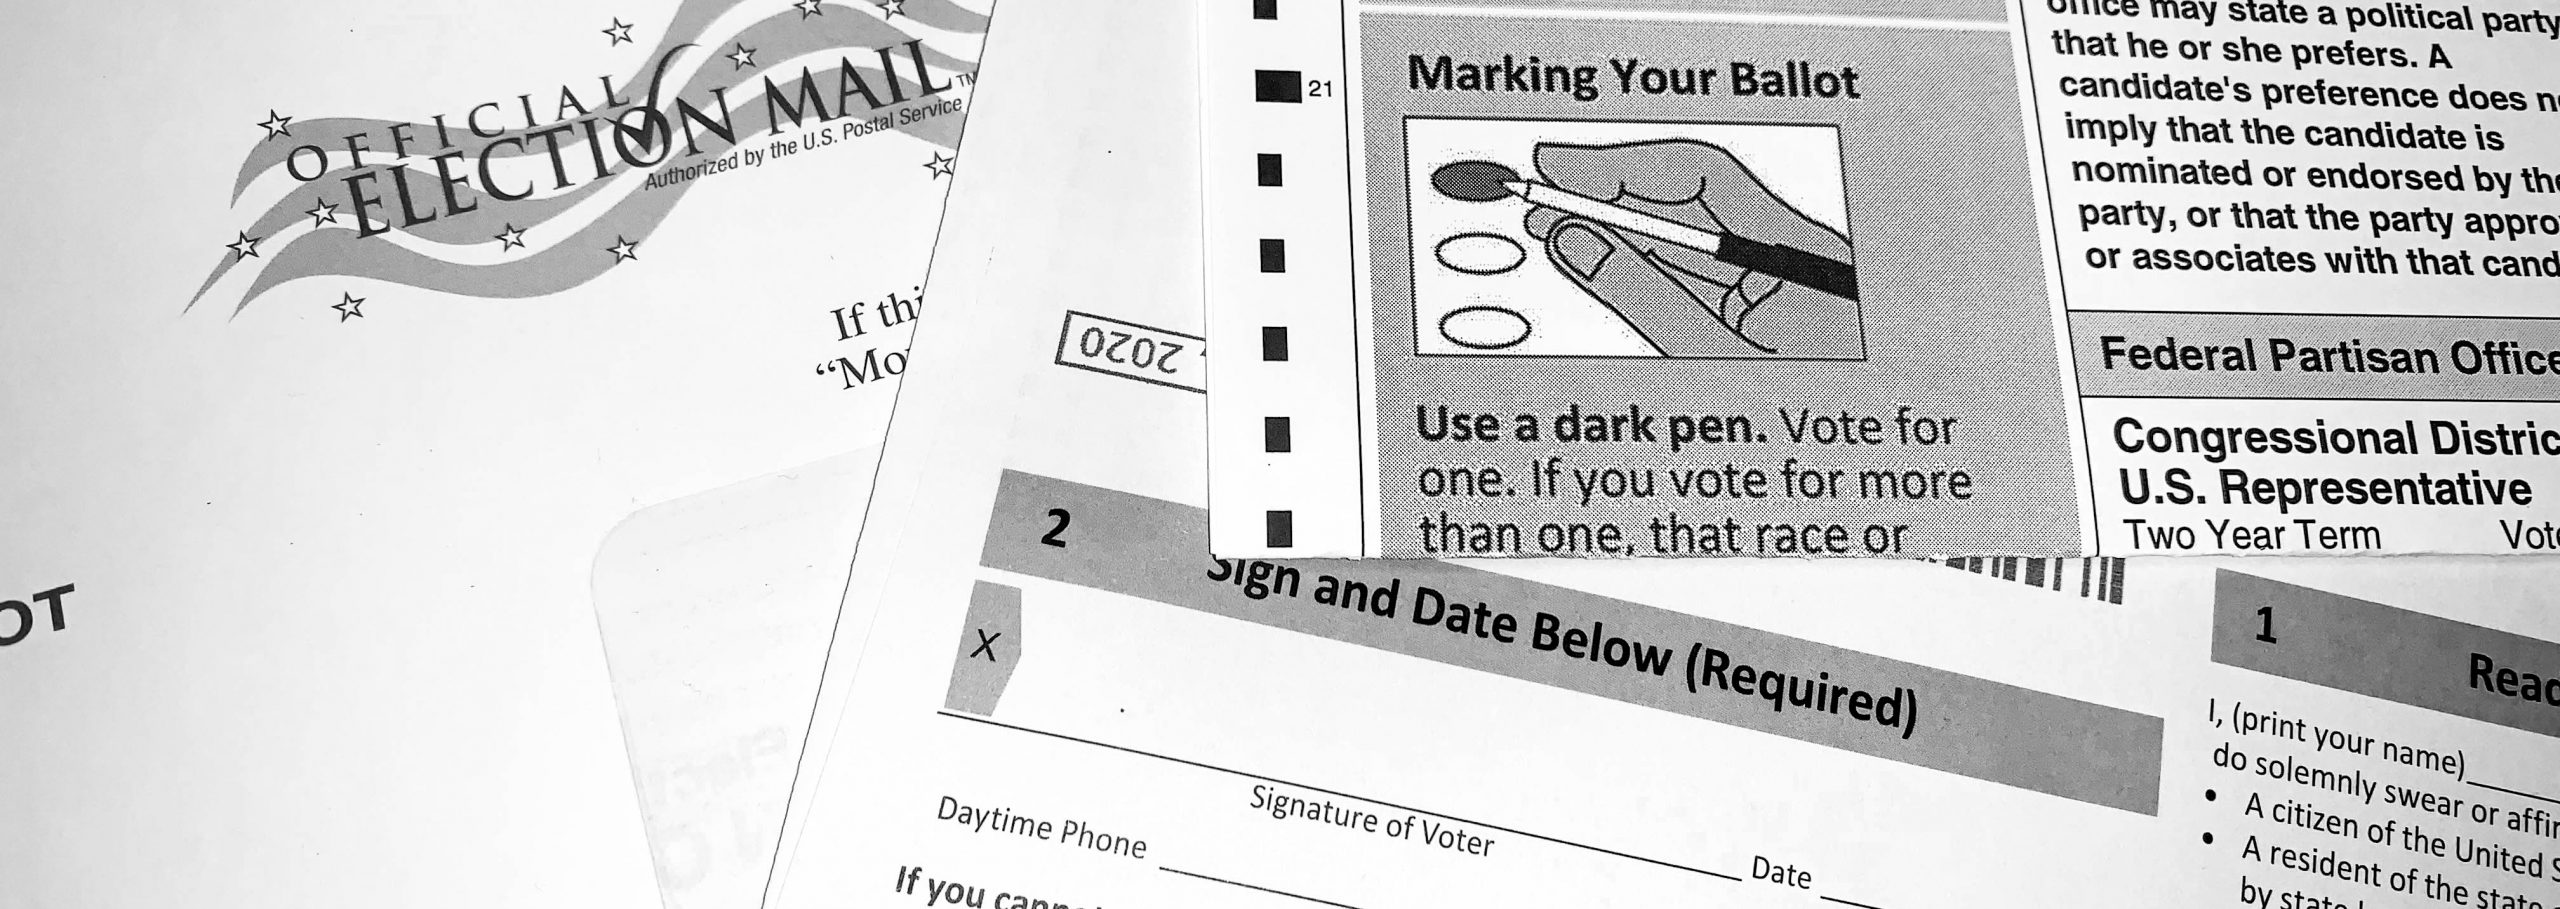 OFFICIAL
ELECTION MAIL™
Authorized by the U.S. Postal Service
If thi
“Mo
OT
2020
21
Marking Your Ballot
Use a dark pen. Vote for
one. If you vote for more
than one, that race or
office may state a political party
that he or she prefers. A
candidate's preference does n
imply that the candidate is
nominated or endorsed by the
party, or that the party appro
or associates with that cand
Federal Partisan Office
Congressional Distric
U.S. Representative
Two Year Term Vote
2 Sign and Date Below (Required)
X
Signature of Voter
Date
Daytime Phone
If you cann
1 Read
I, (print your name)
do solemnly swear or affir
• A citizen of the United S
• A resident of the state
by state l